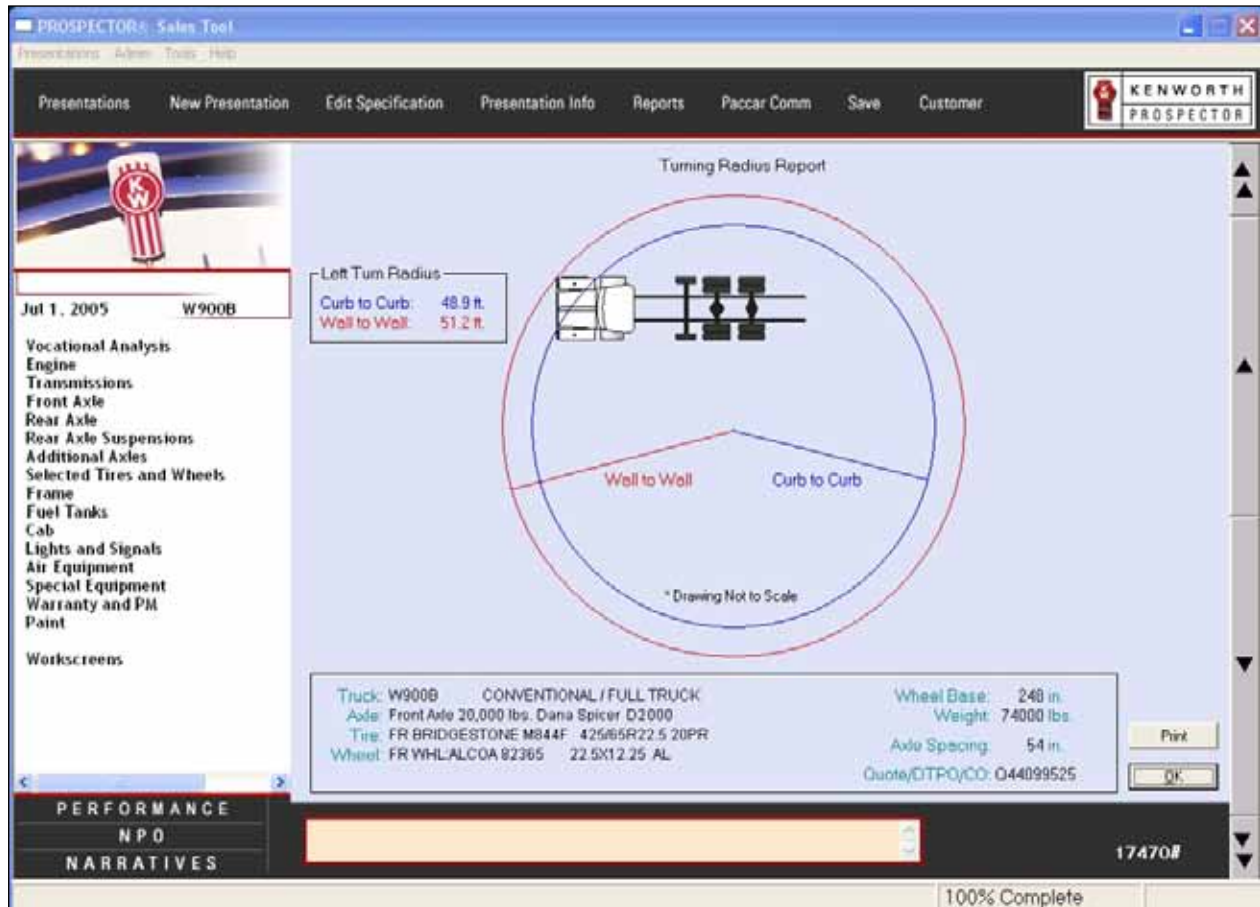 PROSPECTOR® Sales Tool
Presentations Admin Tools Help
Presentations New Presentation Edit Specification Presentation Info Reports Paccar Comm Save Customer
KENWORTH
PROSPECTOR
KW
Turning Radius Report
Left Turn Radius
Curb to Curb: 48.9 ft.
Wall to Wall: 51.2 ft.
Jul 1, 2005 W900B
Vocational Analysis
Engine
Transmissions
Front Axle
Rear Axle
Rear Axle Suspensions
Additional Axles
Selected Tires and Wheels
Frame
Fuel Tanks
Cab
Lights and Signals
Air Equipment
Special Equipment
Warranty and PM
Paint
Workscreens
Wall to Wall Curb to Curb
* Drawing Not to Scale
Truck: W900B CONVENTIONAL / FULL TRUCK
Axle: Front Axle 20,000 lbs. Dana Spicer D2000
Tire: FR BRIDGESTONE M844F 425/65R22.5 20PR
Wheel: FR WHL:ALCOA 82365 22.5X12.25 AL
Wheel Base: 248 in.
Weight: 74000 lbs.
Axle Spacing: 54 in.
Quote/DTPO/CO: Q44099525
Print
OK
PERFORMANCE
NPO
NARRATIVES
17470#
100% Complete